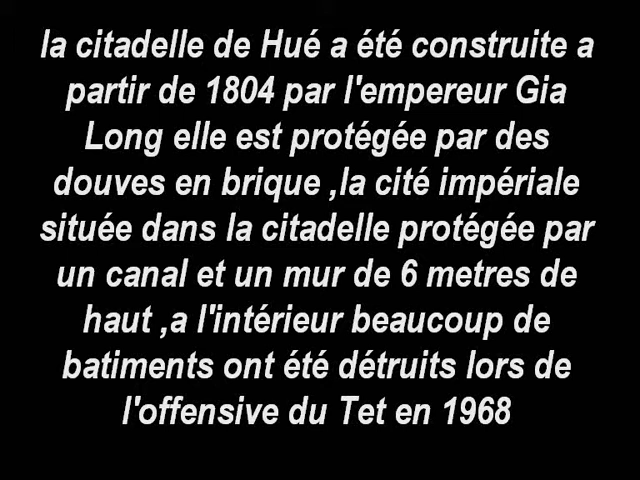 la citadelle de Hué a été construite a
partir de 1804 par l'empereur Gia
Long elle est protégée par des
douves en brique ,la cité impériale
située dans la citadelle protégée par
un canal et un mur de 6 metres de
haut ,a l'intérieur beaucoup de
batiments ont été détruits lors de
l'offensive du Tet en 1968